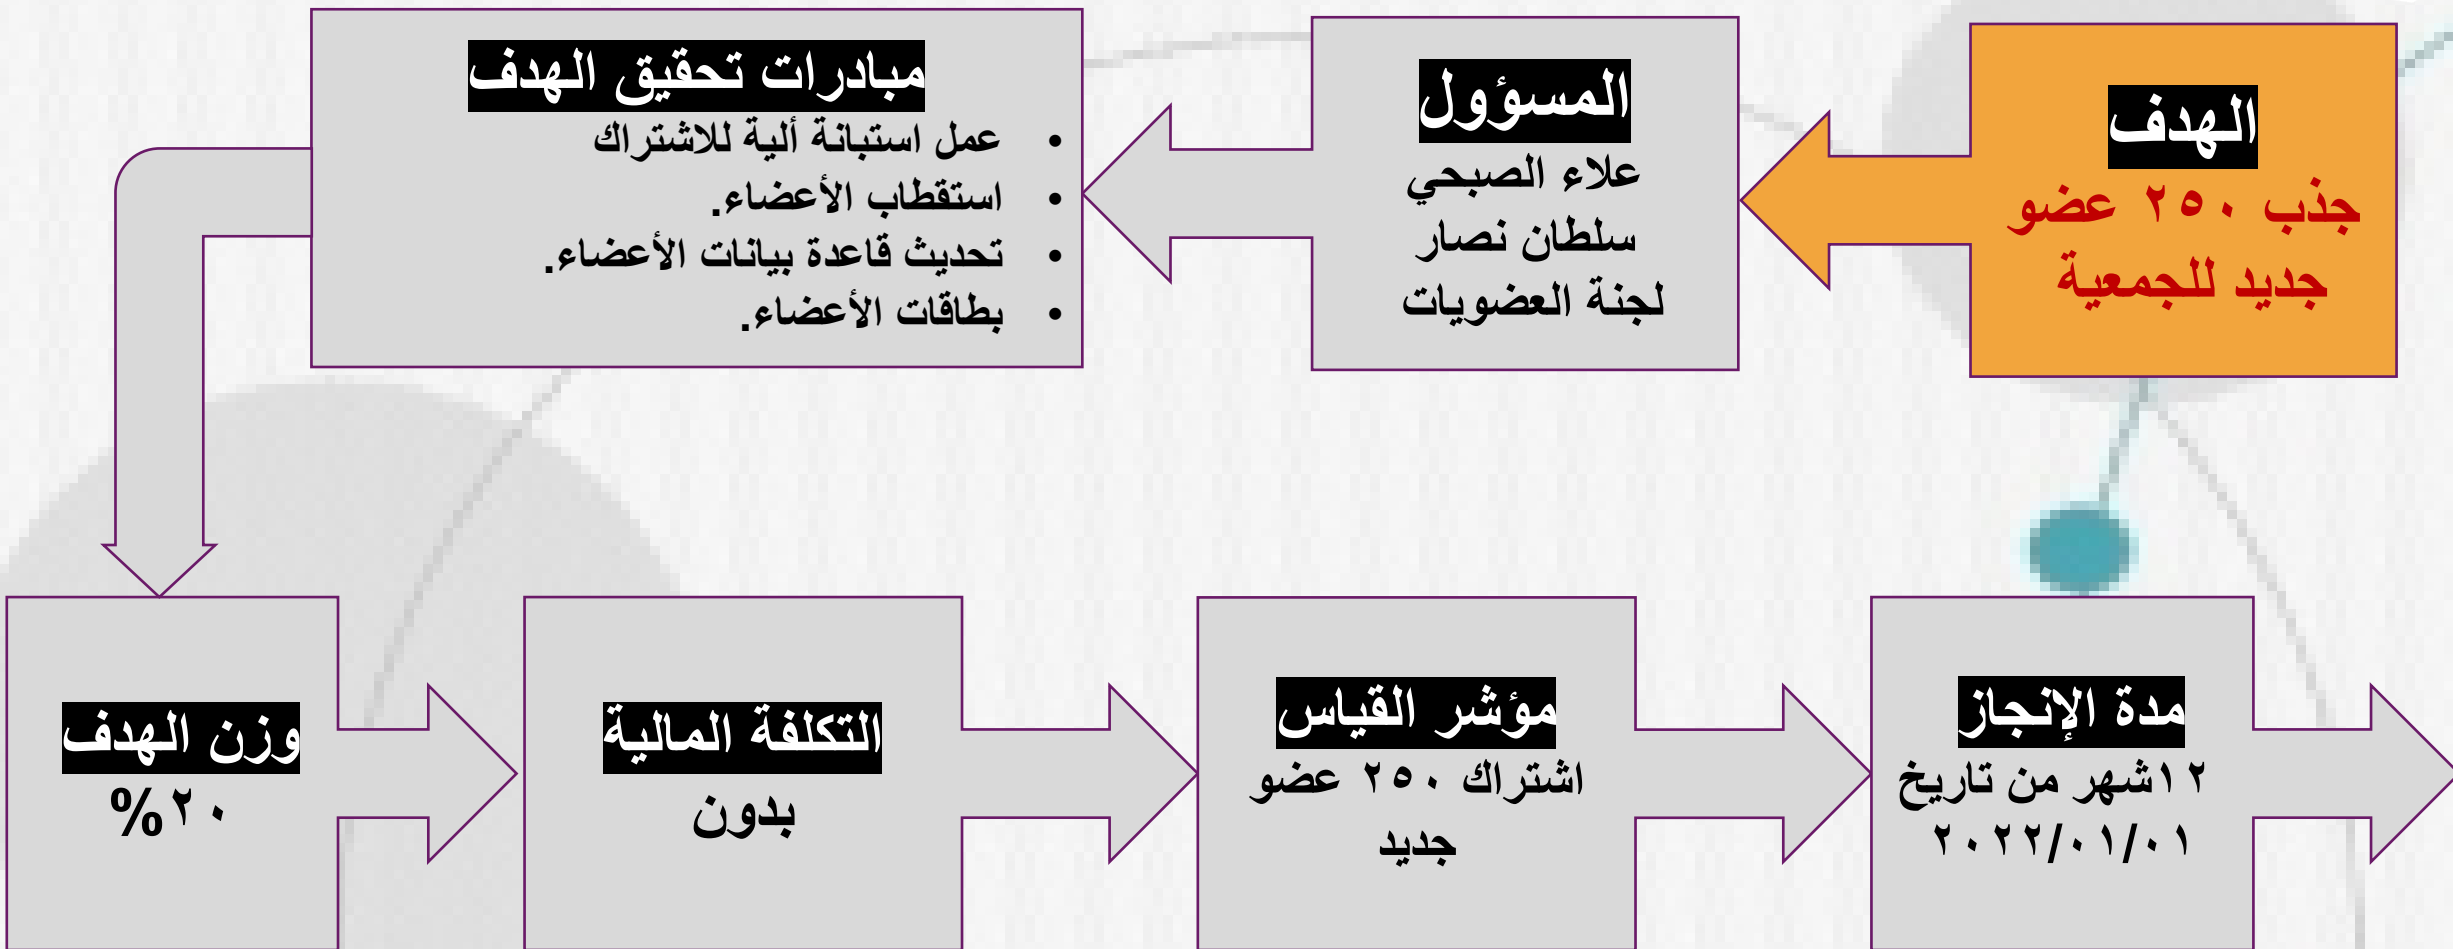 الهدف
جذب ٢٥٠ عضو
جديد للجمعية
المسؤول
علاء الصبحي
سلطان نصار
لجنة العضويات
مبادرات تحقيق الهدف
• عمل استبانة ألية للاشتراك
• استقطاب الأعضاء.
• تحديث قاعدة بيانات الأعضاء.
• بطاقات الأعضاء.
وزن الهدف
٢٠%
التكلفة المالية
بدون
مؤشر القياس
اشتراك ٢٥٠ عضو
جديد
مدة الإنجاز
١٢شهر من تاريخ
٢٠٢٢/٠١/٠١